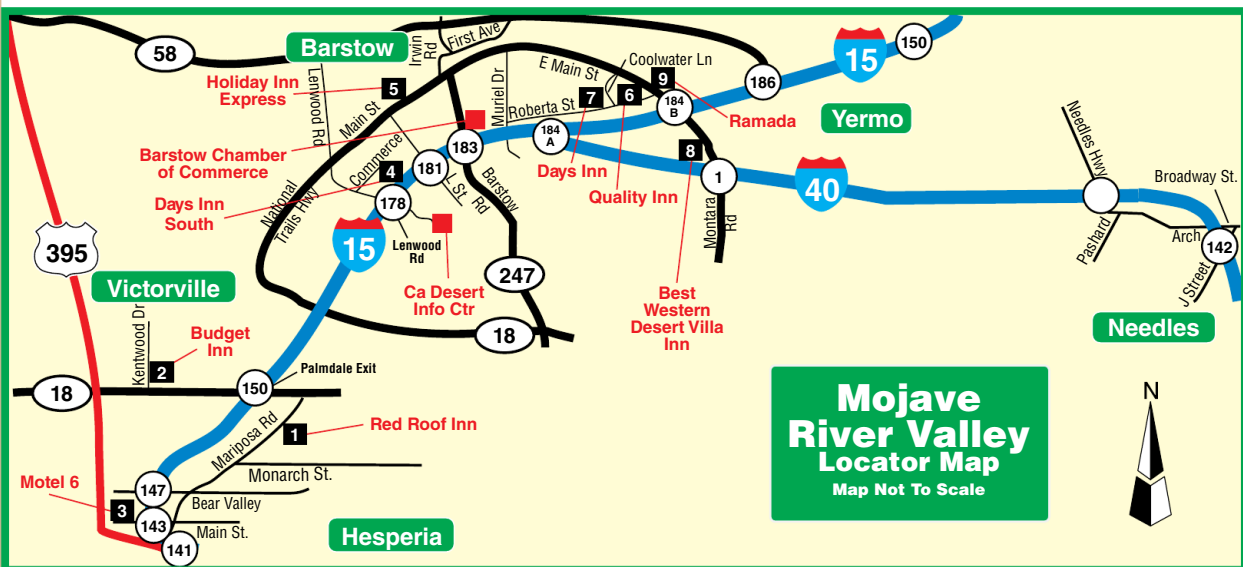 58
Barstow
Irwin
Rd
First Ave
15
150
186
Holiday Inn
Express
Lenwood Rd
5
Main St
Muriel Dr
E Main St
Coolwater Ln
9
7
6
Roberta St
184
B
184
A
Ramada
Yermo
Needles Hwy
Barstow Chamber
of Commerce
Commerce
183
4
181
L St
Barstow
Rd
Days Inn
8
1
40
Quality Inn
Broadway St.
Days Inn
South
178
National
Trails Hwy
Lenwood
Rd
15
Montara
Rd
Pashard
Arch
142
J Street
395
247
Victorville
Ca Desert
Info Ctr
Best
Western
Desert Villa
Inn
Needles
18
Kentwood Dr
Budget
Inn
2
18
150
Palmdale Exit
Mariposa Rd
1
Red Roof Inn
Monarch St.
Motel 6
147
Bear Valley
3
143
Main St.
141
Hesperia
Mojave
River Valley
Locator Map
Map Not To Scale
N